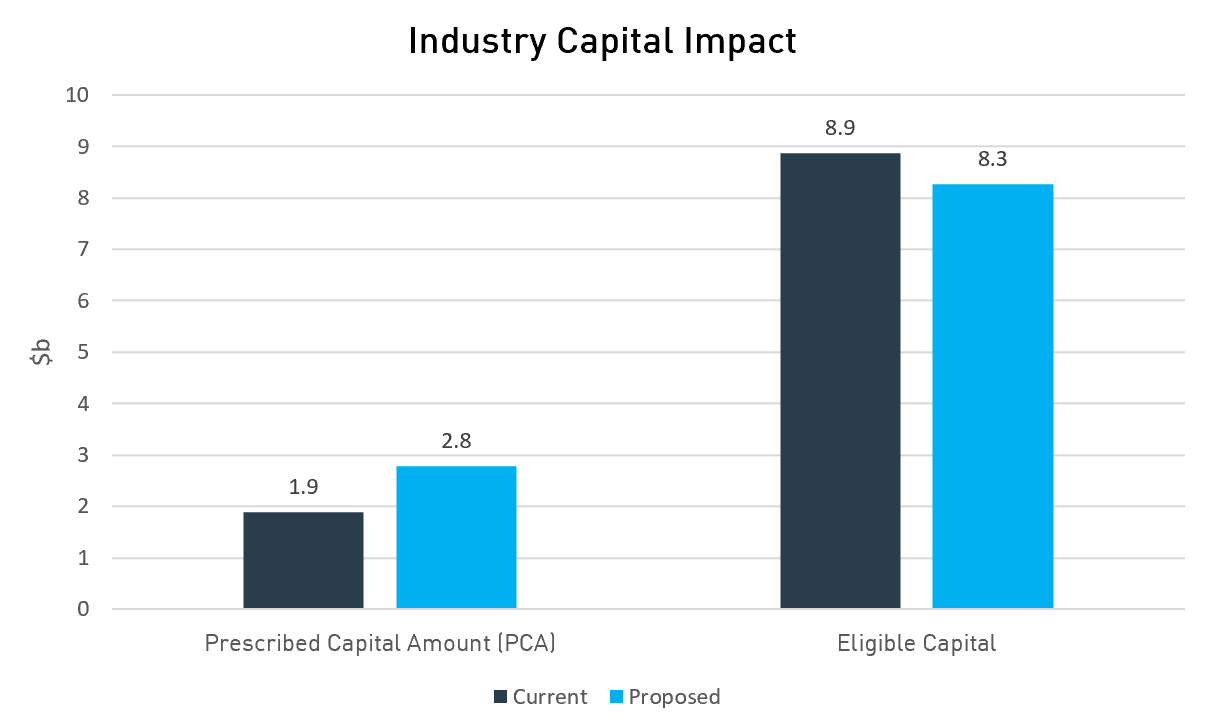 Industry Capital Impact
10
9
8
7
6
5
4
3
2
1
0
$b
1.9
2.8
8.9
8.3
Prescribed Capital Amount (PCA)
Eligible Capital
Current
Proposed